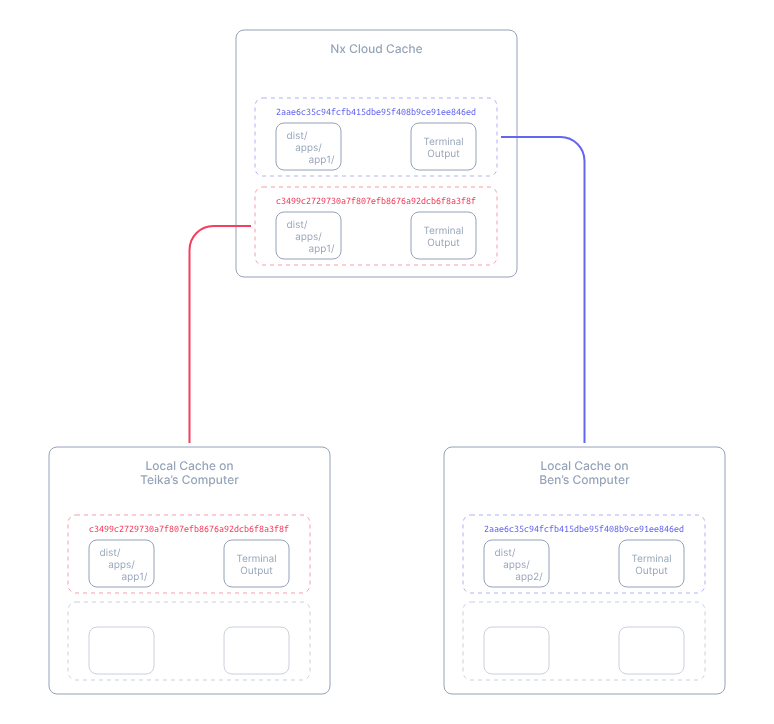 Nx Cloud Cache
2aae6c35c94fcfb415dbe95f408b9ce91ee846ed
dist/
apps/
app1/
Terminal
Output
c3499c2729730a7f807efb8676a92dcb6f8a3f8f
dist/
apps/
app1/
Terminal
Output
Local Cache on
Teika's Computer
c3499c2729730a7f807efb8676a92dcb6f8a3f8f
dist/
apps/
app1/
Terminal
Output
Local Cache on
Ben's Computer
2aae6c35c94fcfb415dbe95f408b9ce91ee846ed
dist/
apps/
app2/
Terminal
Output